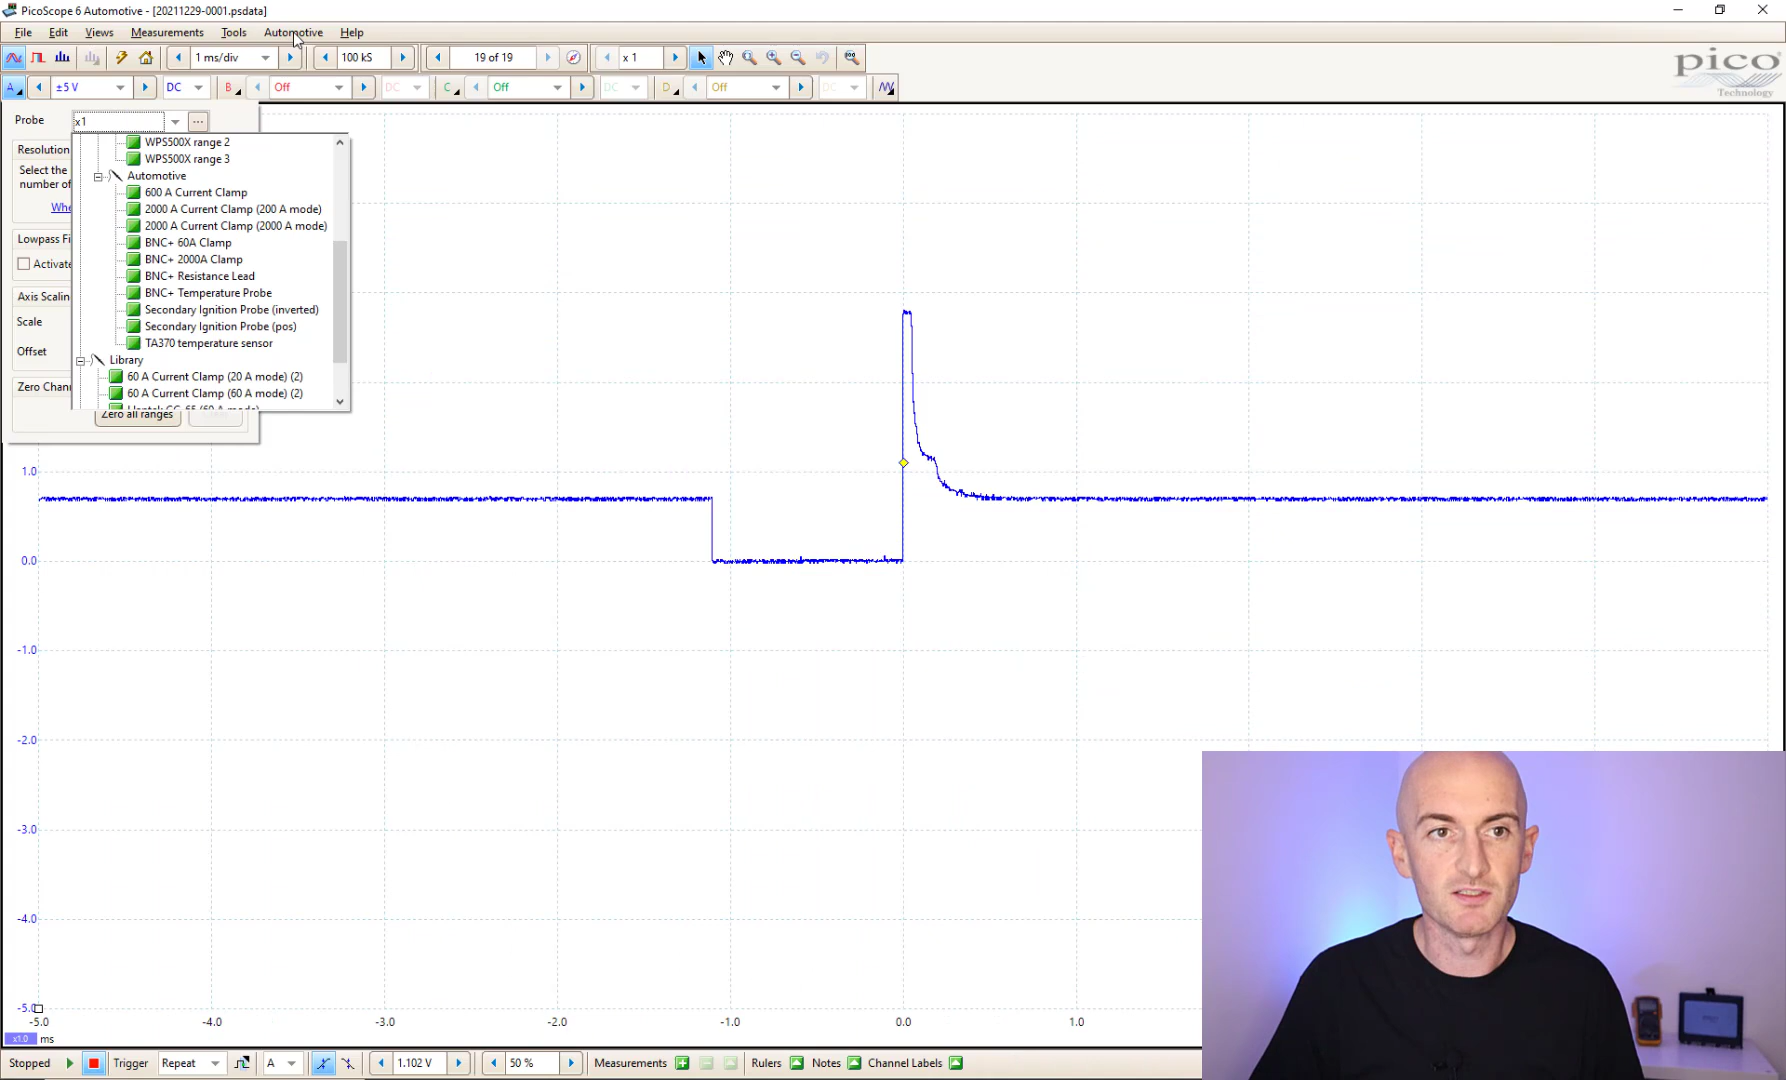 PicoScope 6 Automotive - [20211229-0001.psdata]
File Edit Views Measurements Tools Automotive Help
1 ms/div 100 kS 19 of 19 x 1
A ±5 V DC B Off DC C Off DC D Off DC
pico
Technology
Probe x1
Resolution
Select the
number of
Whe
Lowpass Fi
Activate
Axis Scalin
Scale
Offset
Zero Chan
Zero all ranges
WPS500X range 2
WPS500X range 3
Automotive
600 A Current Clamp
2000 A Current Clamp (200 A mode)
2000 A Current Clamp (2000 A mode)
BNC+ 60A Clamp
BNC+ 2000A Clamp
BNC+ Resistance Lead
BNC+ Temperature Probe
Secondary Ignition Probe (inverted)
Secondary Ignition Probe (pos)
TA370 temperature sensor
Library
60 A Current Clamp (20 A mode) (2)
60 A Current Clamp (60 A mode) (2)
1.0
0.0
-1.0
-2.0
-3.0
-4.0
-5.0
-5.0 -4.0 -3.0 -2.0 -1.0 0.0 1.0
x1.0 ms
Stopped Trigger Repeat A 1.102 V 50 % Measurements Rulers Notes Channel Labels